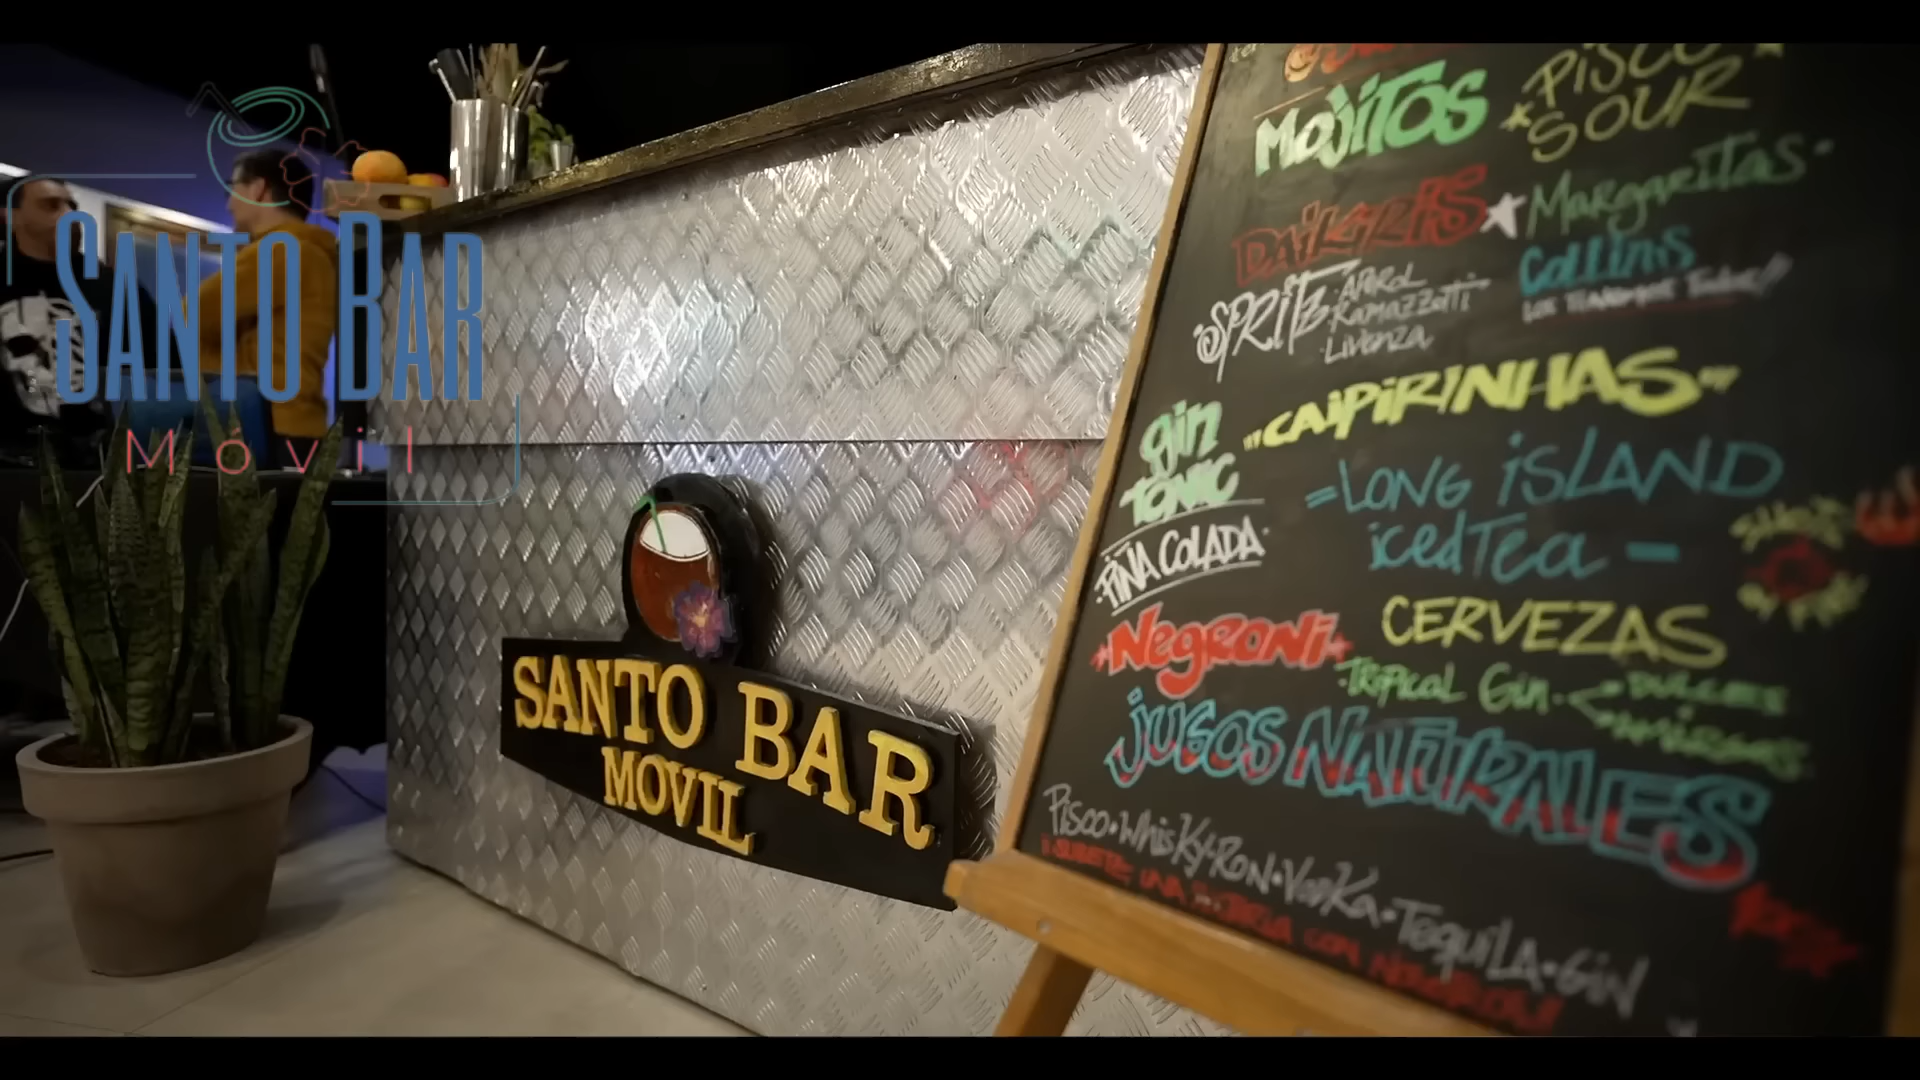 SANTO BAR
Móvil
SANTO BAR
MOVIL
MOJITOS
PISCO
SOUR
DAIKIRIS
Margaritas
COLLINS
SPRITZ
APEROL
Ramazzotti
Livenza
"CAIPIRINHAS"
gin
TONIC
=LONG ISLAND
icedTea =
PIÑA COLADA
Negroni
CERVEZAS
TROPICAL Gin
JUGOS NATURALES
PISCO • WHISKY • RON • VODKA • TEQUILA • GIN